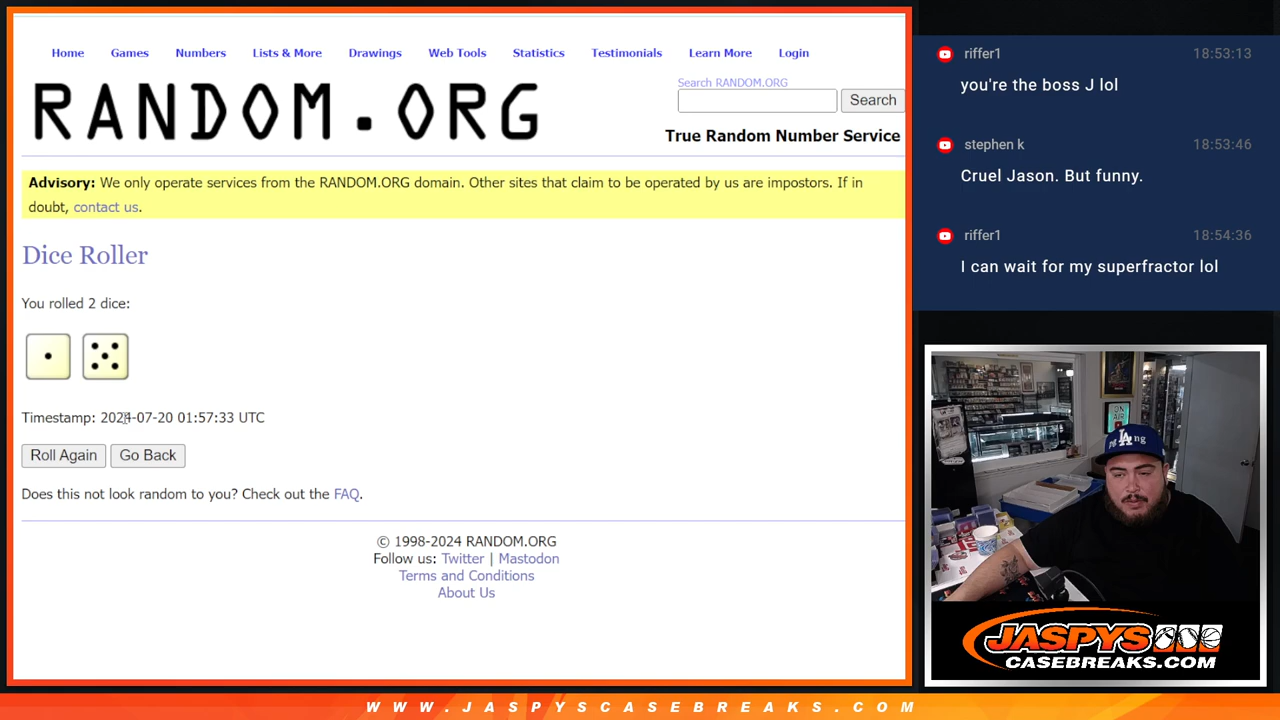 Home Games Numbers Lists & More Drawings Web Tools Statistics Testimonials Learn More Login
RANDOM.ORG
Search RANDOM.ORG
Search
True Random Number Service
Advisory: We only operate services from the RANDOM.ORG domain. Other sites that claim to be operated by us are impostors. If in
doubt, contact us.
Dice Roller
You rolled 2 dice:
Timestamp: 2024-07-20 01:57:33 UTC
Roll Again Go Back
Does this not look random to you? Check out the FAQ.
© 1998-2024 RANDOM.ORG
Follow us: Twitter | Mastodon
Terms and Conditions
About Us
riffer1 18:53:13
you're the boss J lol
stephen k 18:53:46
Cruel Jason. But funny.
riffer1 18:54:36
I can wait for my superfractor lol
ON
AIR
LA
JASPYS
CASEBREAKS.COM
WWW.JASPYSCASEBREAKS.COM